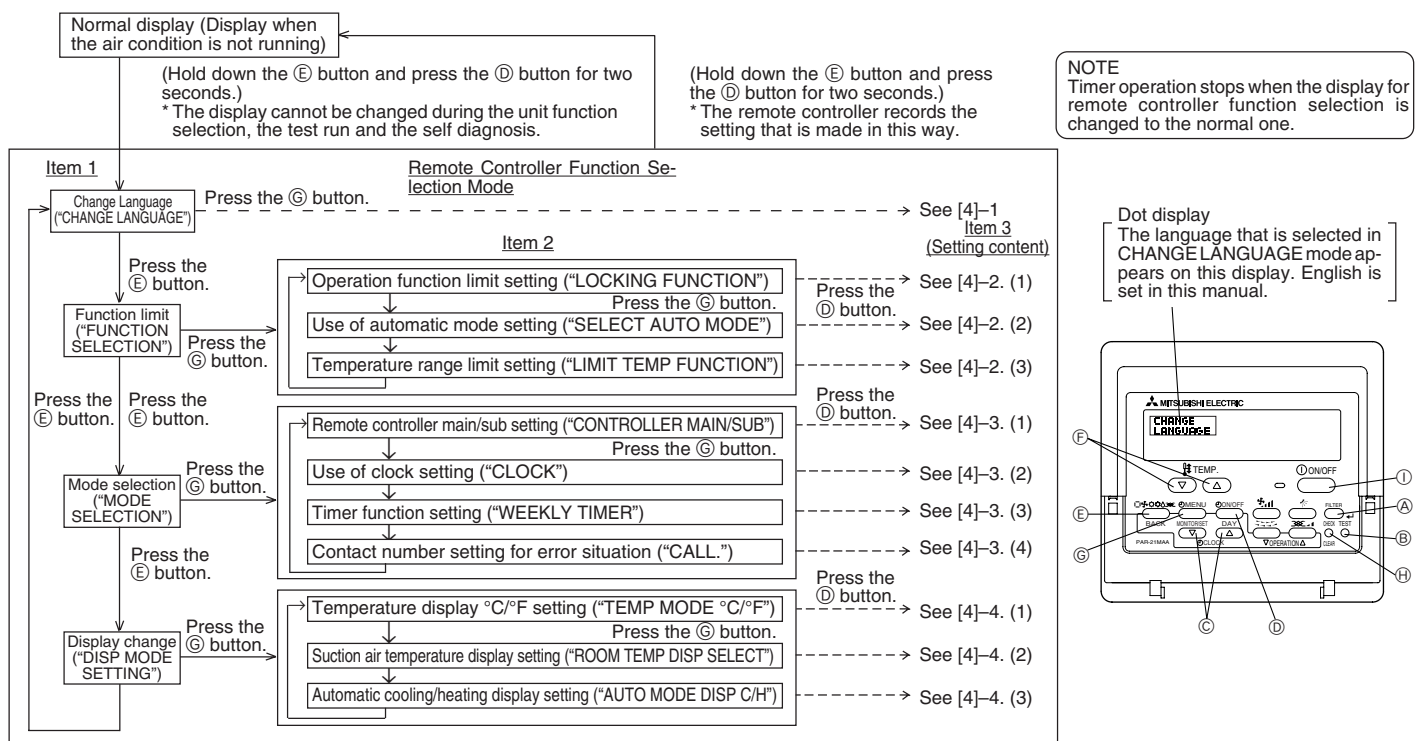 Normal display (Display when
the air condition is not running)
(Hold down the Ⓔ button and press the Ⓓ button for two
seconds.)
* The display cannot be changed during the unit function
selection, the test run and the self diagnosis.
(Hold down the Ⓔ button and press
the Ⓓ button for two seconds.)
* The remote controller records the
setting that is made in this way.
NOTE
Timer operation stops when the display for
remote controller function selection is
changed to the normal one.
Item 1
Remote Controller Function Se-
lection Mode
Change Language
("CHANGE LANGUAGE")
Press the Ⓖ button.
See [4]–1
Item 2
Item 3
(Setting content)
Press the
Ⓔ button.
Function limit
("FUNCTION
SELECTION")
Press the
Ⓖ button.
Operation function limit setting ("LOCKING FUNCTION")
Press the Ⓖ button.
Use of automatic mode setting ("SELECT AUTO MODE")
Temperature range limit setting ("LIMIT TEMP FUNCTION")
Press the
Ⓓ button.
See [4]–2. (1)
See [4]–2. (2)
See [4]–2. (3)
Press the
Ⓔ button.
Press the
Ⓔ button.
Mode selection
("MODE
SELECTION")
Press the
Ⓖ button.
Remote controller main/sub setting ("CONTROLLER MAIN/SUB")
Press the Ⓖ button.
Use of clock setting ("CLOCK")
Timer function setting ("WEEKLY TIMER")
Contact number setting for error situation ("CALL.")
Press the
Ⓓ button.
See [4]–3. (1)
See [4]–3. (2)
See [4]–3. (3)
See [4]–3. (4)
Press the
Ⓔ button.
Display change
("DISP MODE
SETTING")
Press the
Ⓖ button.
Temperature display °C/°F setting ("TEMP MODE °C/°F")
Press the Ⓖ button.
Suction air temperature display setting ("ROOM TEMP DISP SELECT")
Automatic cooling/heating display setting ("AUTO MODE DISP C/H")
Press the
Ⓓ button.
See [4]–4. (1)
See [4]–4. (2)
See [4]–4. (3)
Dot display
The language that is selected in
CHANGE LANGUAGE mode ap-
pears on this display. English is
set in this manual.
MITSUBISHI ELECTRIC
CHANGE
LANGUAGE
Ⓕ
TEMP.
ON/OFF
Ⓘ
Ⓔ
MENU
ON/OFF
FILTER
Ⓐ
BACK
MONITOR/SET
DAY
CHECK
TEST
Ⓑ
PAR-21MAA
CLOCK
▽OPERATION△
CLEAR
Ⓖ
Ⓗ
Ⓒ
Ⓓ